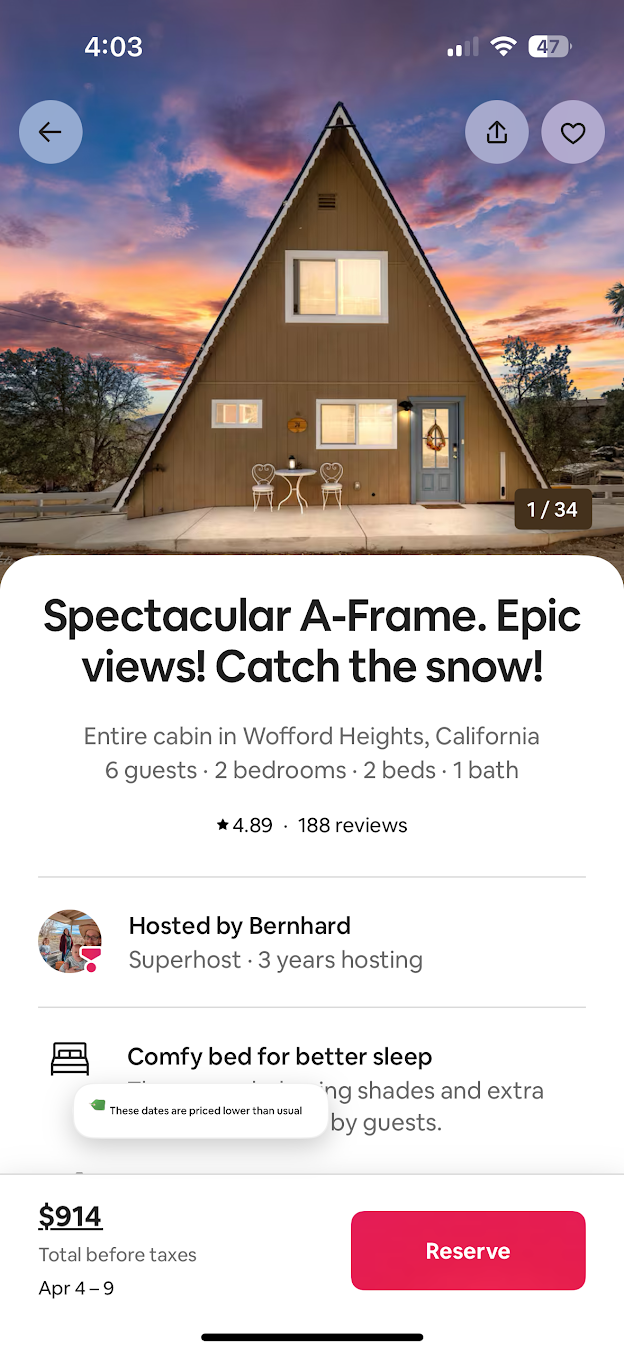 4:03
47
1 / 34
Spectacular A-Frame. Epic
views! Catch the snow!
Entire cabin in Wofford Heights, California
6 guests · 2 bedrooms · 2 beds · 1 bath
★ 4.89 · 188 reviews
Hosted by Bernhard
Superhost · 3 years hosting
Comfy bed for better sleep
shades and extra
These dates are priced lower than usual
by guests.
$914
Total before taxes
Apr 4 – 9
Reserve